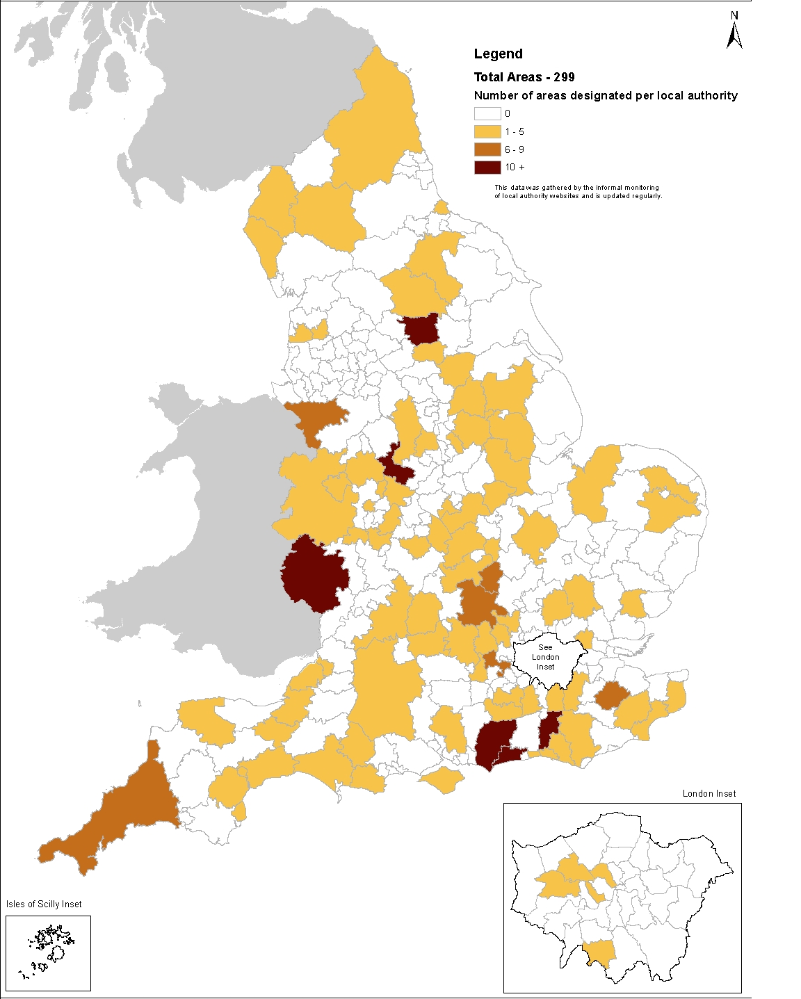 N
Legend
Total Areas - 299
Number of areas designated per local authority
0
1 - 5
6 - 9
10 +
This data was gathered by the informal monitoring
of local authority websites and is updated regularly.
See
London
Inset
London Inset
Isles of Scilly Inset